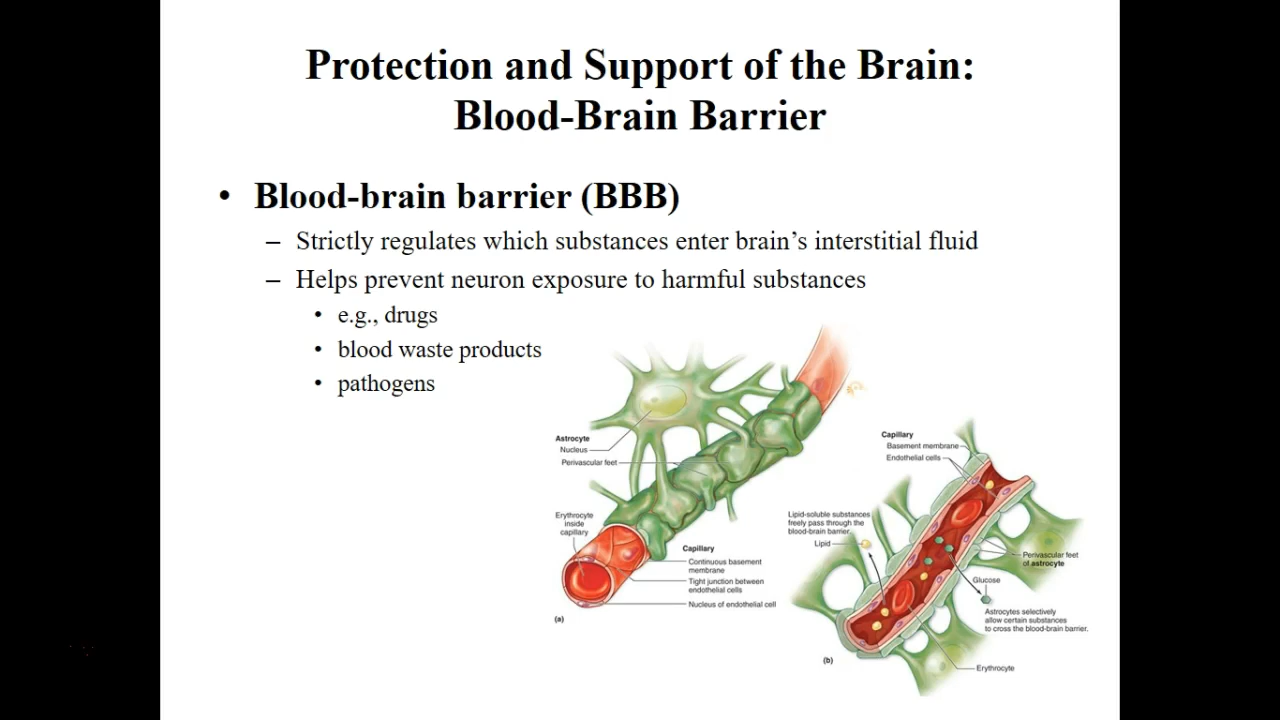 Protection and Support of the Brain:
Blood-Brain Barrier
• Blood-brain barrier (BBB)
– Strictly regulates which substances enter brain’s interstitial fluid
– Helps prevent neuron exposure to harmful substances
• e.g., drugs
• blood waste products
• pathogens
Astrocyte
Nucleus
Perivascular feet
Erythrocyte
inside
capillary
Capillary
Continuous basement
membrane
Tight junction between
endothelial cells
Nucleus of endothelial cell
(a)
Capillary
Basement membrane
Endothelial cells
Lipid-soluble substances
freely pass through the
blood-brain barrier.
Lipid
Perivascular feet
of astrocyte
Glucose
Astrocytes selectively
allow certain substances
to cross the blood-brain barrier.
Erythrocyte
(b)